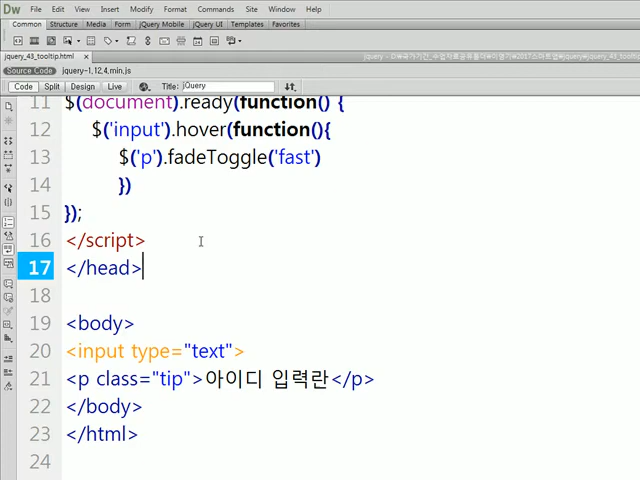 Dw File Edit View Insert Modify Format Commands Site Window Help
Common Structure Media Form jQuery Mobile jQuery UI Templates Favorites
jquery_43_tooltip.html ×
Source Code jquery-1,12,4,min,js
Code Split Design Live Title: jQuery
11 $(document).ready(function() {
12 $('input').hover(function(){
13 $('p').fadeToggle('fast')
14 })
15 });
16 </script>
17 </head>
18
19 <body>
20 <input type="text">
21 <p class="tip">아이디 입력란</p>
22 </body>
23 </html>
24